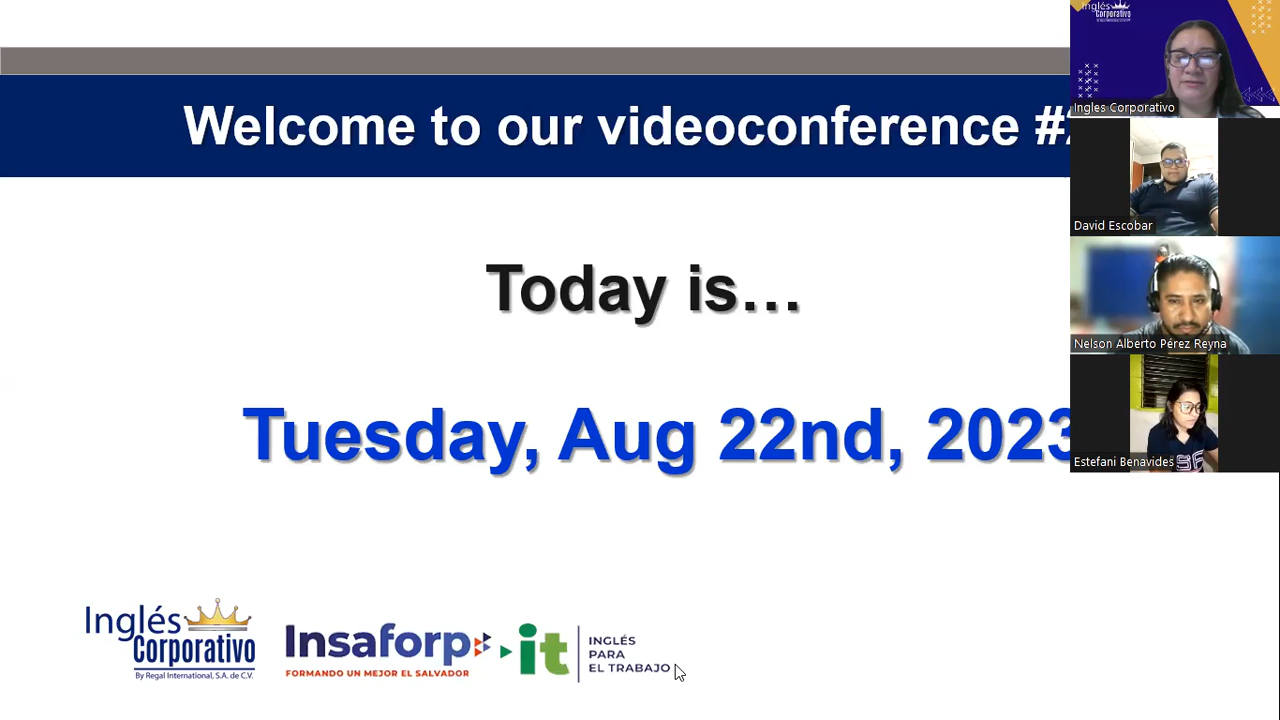 Welcome to our videoconference #2
Today is…
Tuesday, Aug 22nd, 2023
Inglés
Corporativo
By Regal International, S.A. de C.V.
Insaforp
FORMANDO UN MEJOR EL SALVADOR
it
INGLÉS
PARA
EL TRABAJO
Inglés
Corporativo
Ingles Corporativo
David Escobar
Nelson Alberto Pérez Reyna
Estefani Benavides
SF